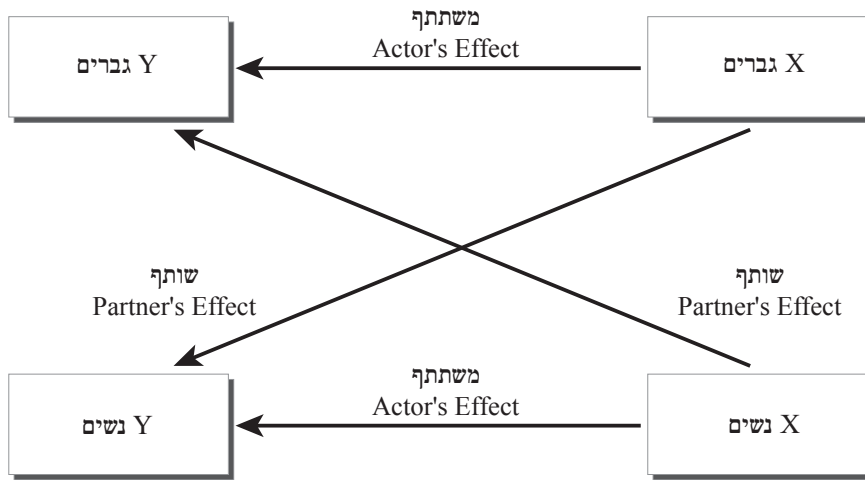 משתתף
Actor's Effect
X גברים
Y גברים
שותף
Partner's Effect
שותף
Partner's Effect
משתתף
Actor's Effect
X נשים
Y נשים